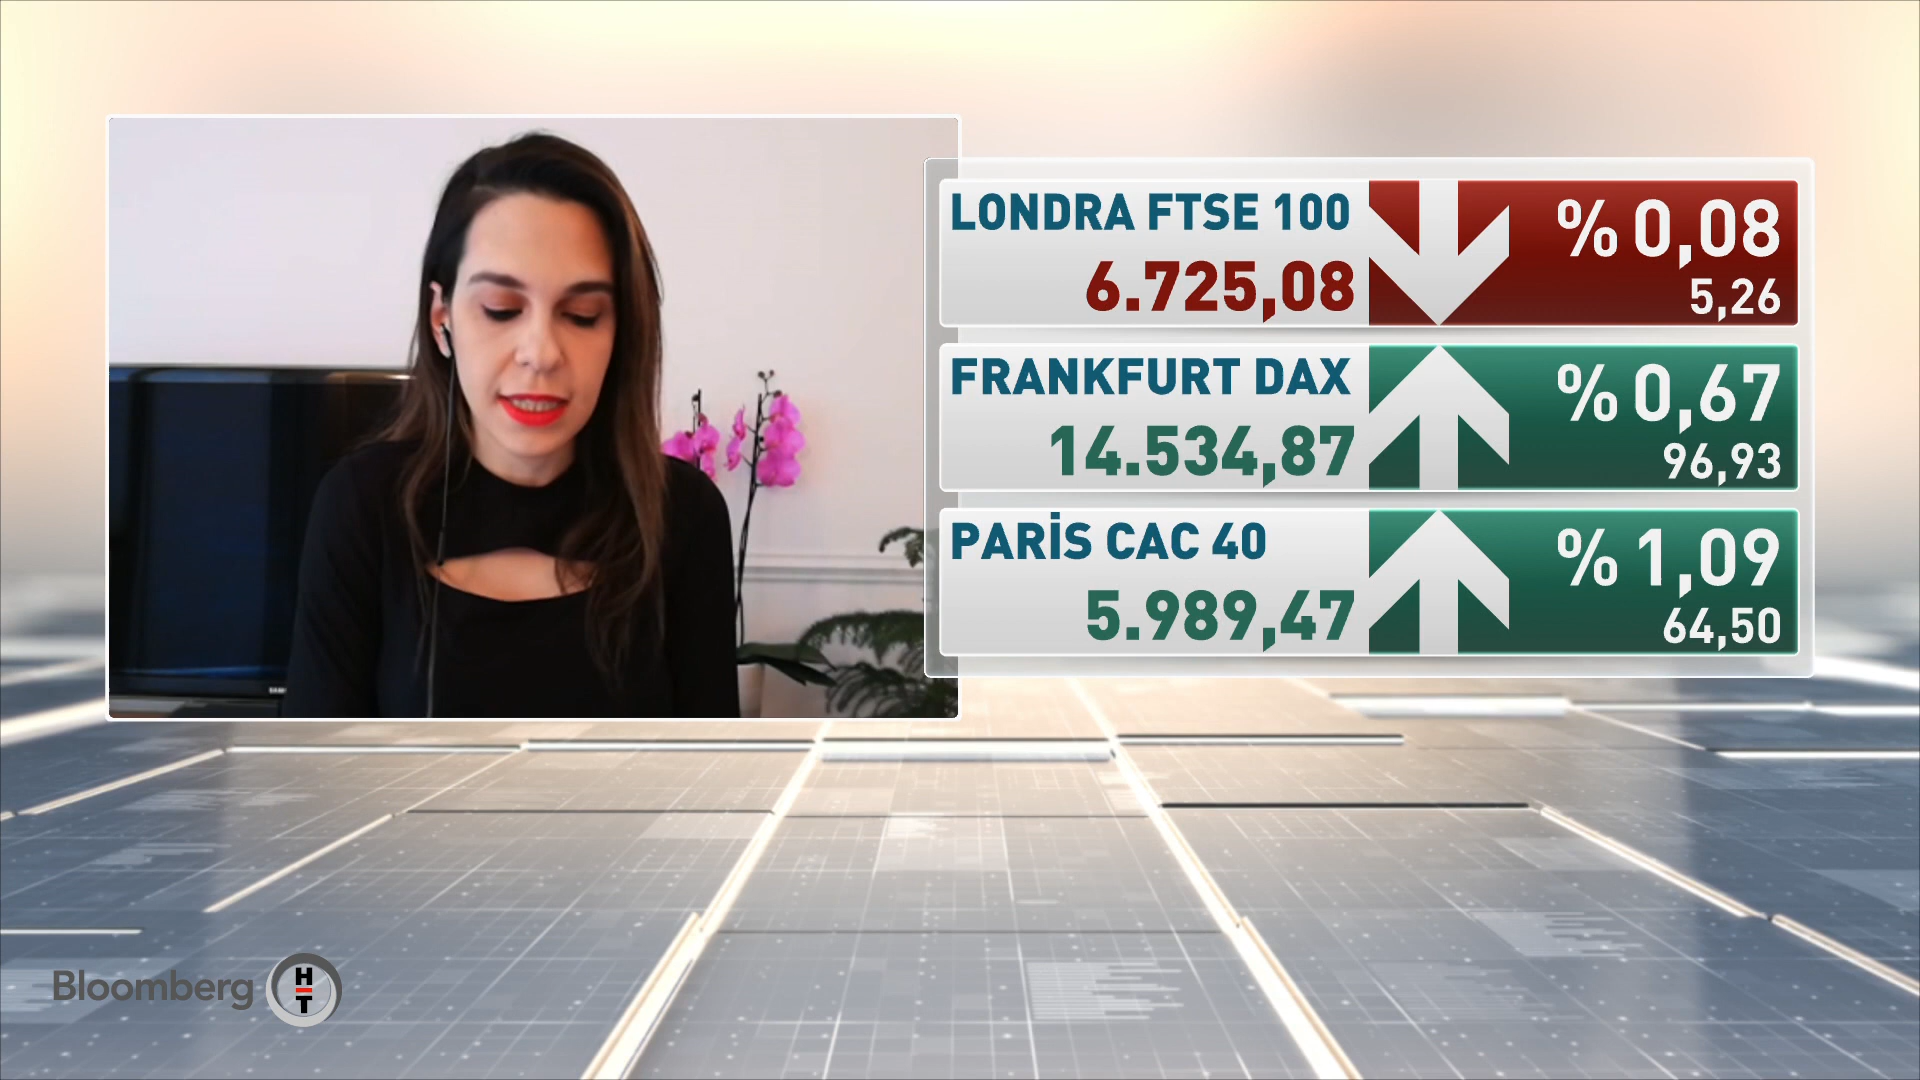 LONDRA FTSE 100
6.725,08
% 0,08
5,26
FRANKFURT DAX
14.534,87
% 0,67
96,93
PARİS CAC 40
5.989,47
% 1,09
64,50
Bloomberg HT